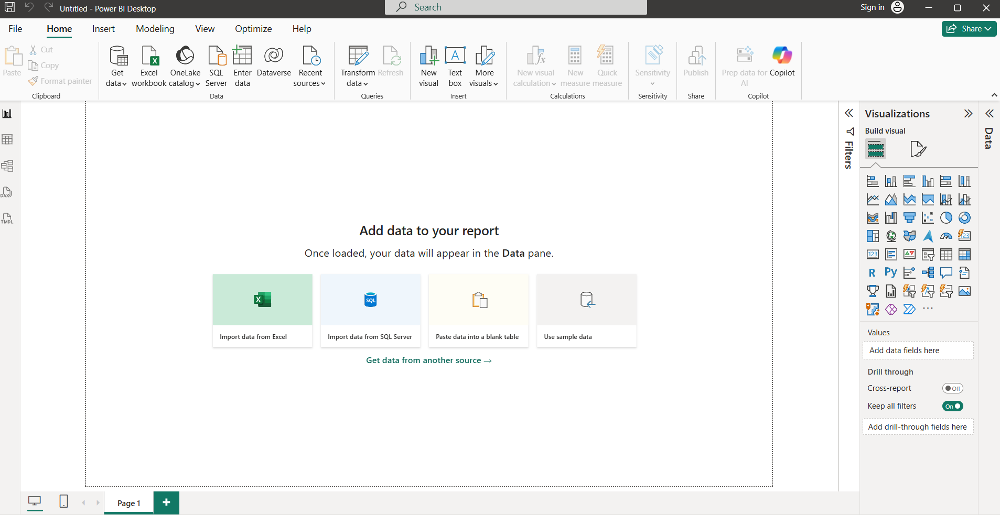 Untitled - Power BI Desktop
Search
Sign in
File
Home
Insert
Modeling
View
Optimize
Help
Share
Paste
Cut
Copy
Format painter
Clipboard
Get
data
Excel
workbook
OneLake
catalog
SQL
Server
Enter
data
Dataverse
Recent
sources
Data
Transform
data
Refresh
Queries
New
visual
Text
box
More
visuals
Insert
New visual
calculation
New
measure
Quick
measure
Calculations
Sensitivity
Sensitivity
Publish
Share
Prep data for
AI
Copilot
Copilot
DAX
TMDL
Add data to your report
Once loaded, your data will appear in the Data pane.
SQL
Import data from Excel
Import data from SQL Server
Paste data into a blank table
Use sample data
Get data from another source →
Filters
Visualizations
Build visual
123
123
R
Py
Values
Add data fields here
Drill through
Cross-report
Off
Keep all filters
On
Add drill-through fields here
Data
Page 1